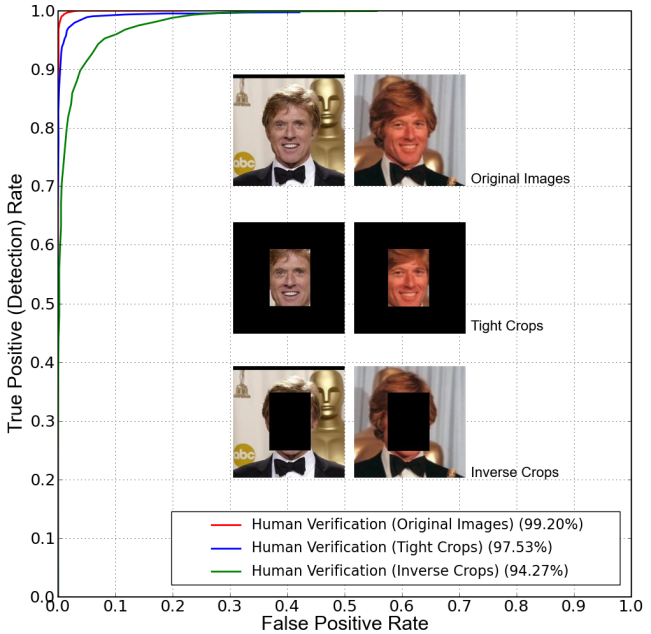 1.0
0.9
0.8
0.7
0.6
0.5
0.4
0.3
0.2
0.1
0.0
True Positive (Detection) Rate
abc
Original Images
Tight Crops
abc
Inverse Crops
Human Verification (Original Images) (99.20%)
Human Verification (Tight Crops) (97.53%)
Human Verification (Inverse Crops) (94.27%)
0.0 0.1 0.2 0.3 0.4 0.5 0.6 0.7 0.8 0.9 1.0
False Positive Rate